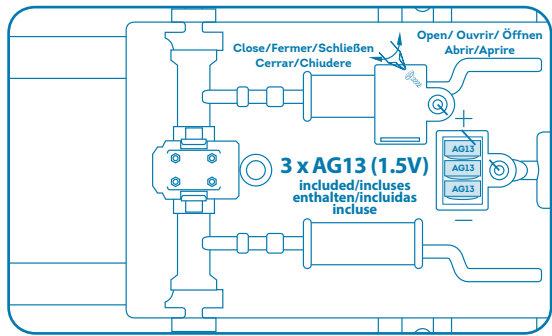 Close/Fermer/Schließen
Cerrar/Chiudere
Open/ Ouvrir/ Öffnen
Abrir/Aprire
3 x AG13 (1.5V)
included/incluses
enthalten/incluidas
incluse
+
AG13
AG13
AG13
–